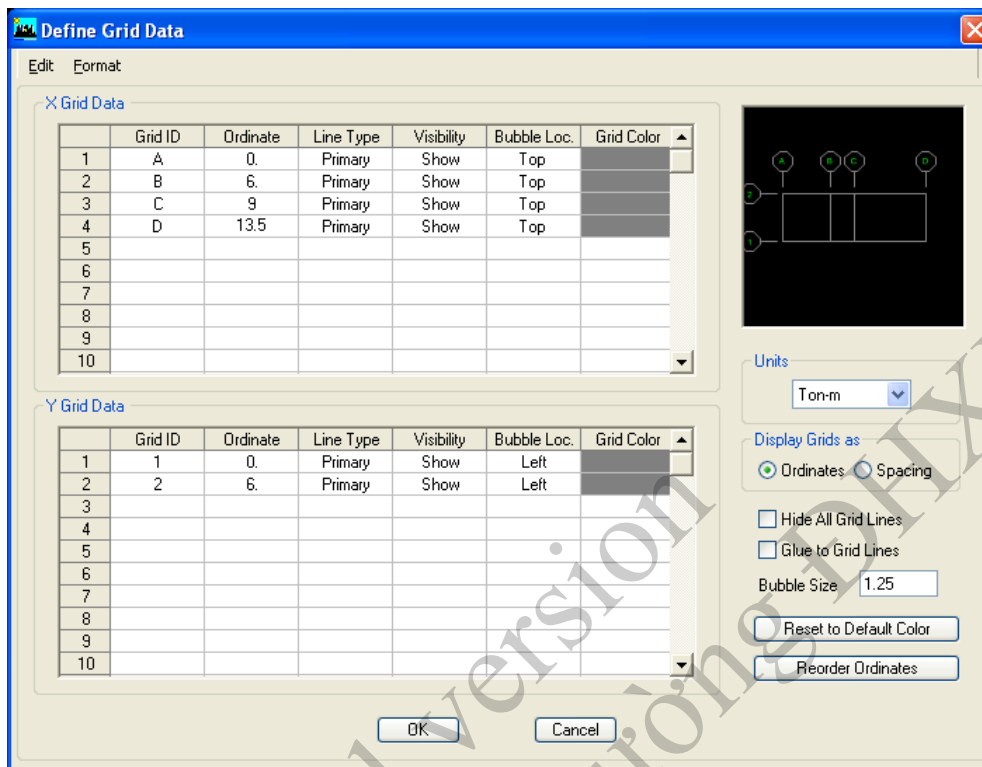 Define Grid Data
Edit Format
X Grid Data
Grid ID Ordinate Line Type Visibility Bubble Loc. Grid Color
1 A 0. Primary Show Top
2 B 6. Primary Show Top
3 C 9 Primary Show Top
4 D 13.5 Primary Show Top
5
6
7
8
9
10
A B C D
2
1
Units
Ton-m
Y Grid Data
Grid ID Ordinate Line Type Visibility Bubble Loc. Grid Color
1 1 0. Primary Show Left
2 2 6. Primary Show Left
3
4
5
6
7
8
9
10
Display Grids as
Ordinates Spacing
Hide All Grid Lines
Glue to Grid Lines
Bubble Size 1.25
Reset to Default Color
Reorder Ordinates
OK Cancel
version